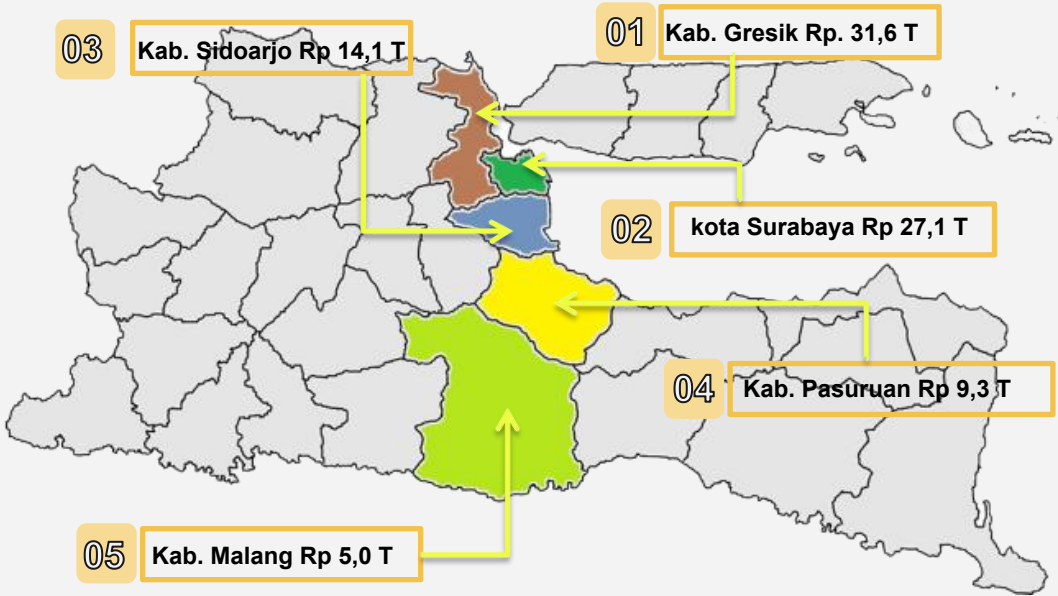 03 Kab. Sidoarjo Rp 14,1 T
01 Kab. Gresik Rp. 31,6 T
02 kota Surabaya Rp 27,1 T
04 Kab. Pasuruan Rp 9,3 T
05 Kab. Malang Rp 5,0 T